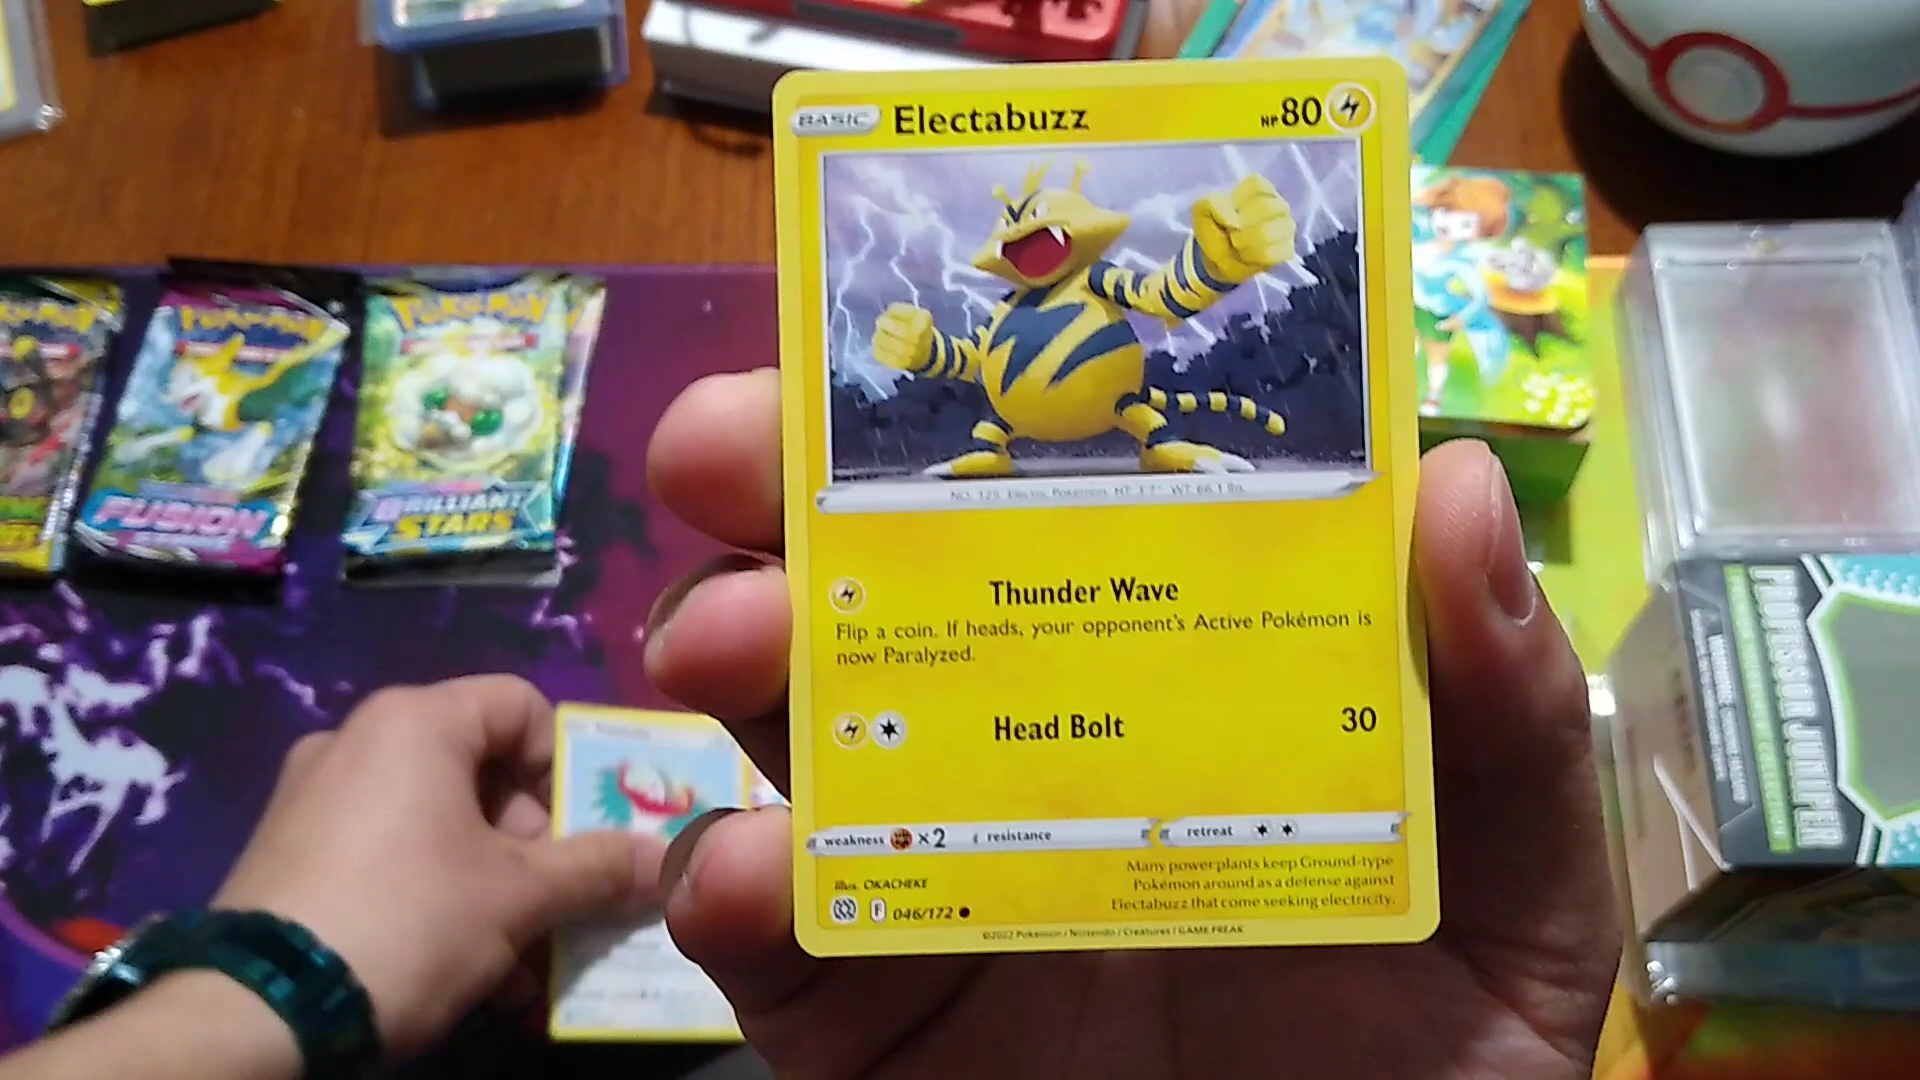 BASIC
Electabuzz
HP80
NO. 125 Electric Pokémon HT: 3'7" WT: 66.1 lbs.
Thunder Wave
Flip a coin. If heads, your opponent's Active Pokémon is
now Paralyzed.
Head Bolt
30
weakness ×2
resistance
retreat
Many power plants keep Ground-type
Pokémon around as a defense against
Electabuzz that come seeking electricity.
Illus. OKACHEKE
F
046/172
©2022 Pokémon / Nintendo / Creatures / GAME FREAK
POKéMON
FUSION
POKéMON
BRILLIANT
STARS
PROFESSOR JUNIPER